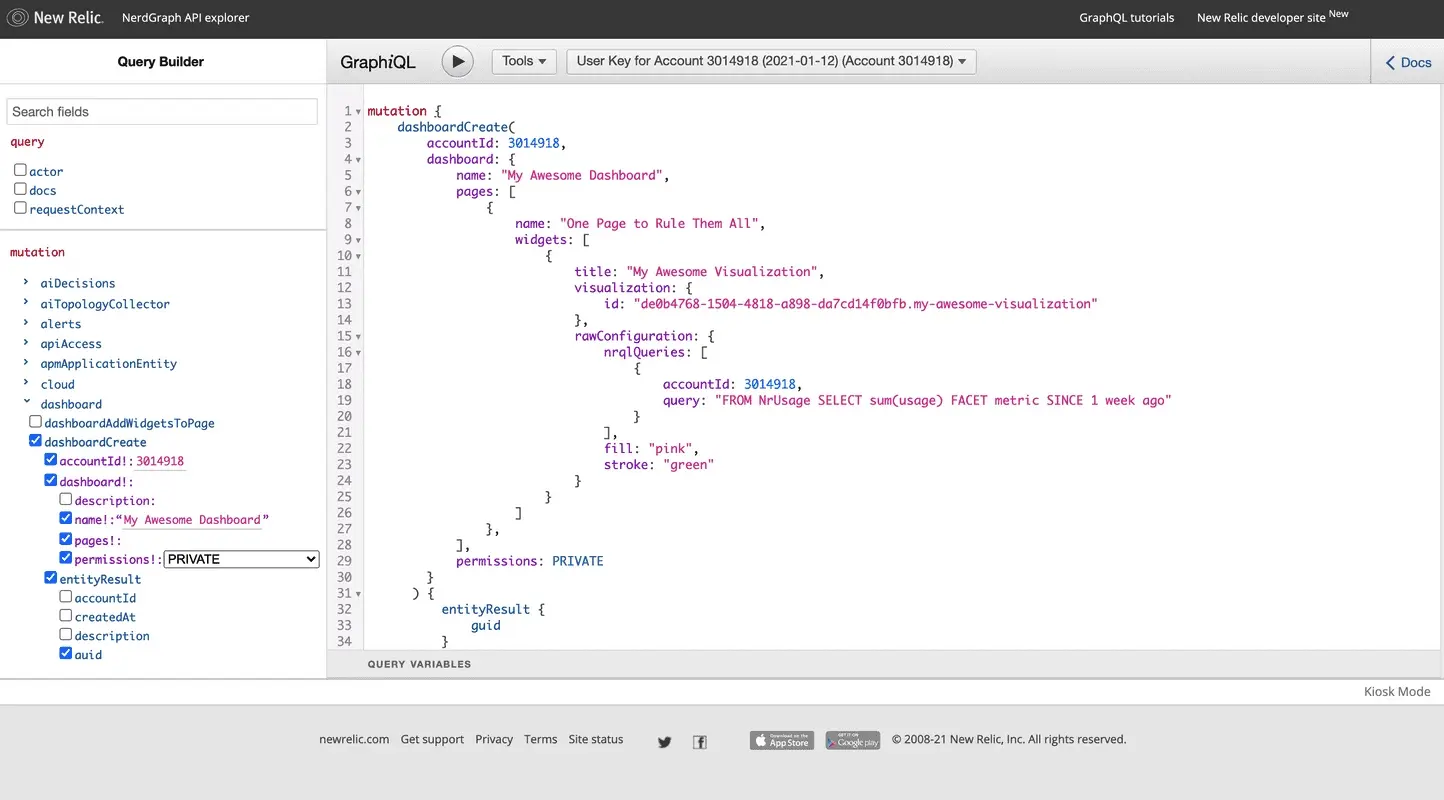 New Relic.
NerdGraph API explorer
GraphQL tutorials
New Relic developer site New
Query Builder
GraphiQL
Tools
User Key for Account 3014918 (2021-01-12) (Account 3014918)
Docs
Search fields
query
actor
docs
requestContext
mutation
aiDecisions
aiTopologyCollector
alerts
apiAccess
apmApplicationEntity
cloud
dashboard
dashboardAddWidgetsToPage
dashboardCreate
accountId!: 3014918
dashboard!:
description:
name!:“My Awesome Dashboard”
pages!:
permissions!: PRIVATE
entityResult
accountId
createdAt
description
guid
1 mutation {
2 dashboardCreate(
3 accountId: 3014918,
4 dashboard: {
5 name: "My Awesome Dashboard",
6 pages: [
7 {
8 name: "One Page to Rule Them All",
9 widgets: [
10 {
11 title: "My Awesome Visualization",
12 visualization: {
13 id: "de0b4768-1504-4818-a898-da7cd14f0bfb.my-awesome-visualization"
14 },
15 rawConfiguration: {
16 nrqlQueries: [
17 {
18 accountId: 3014918,
19 query: "FROM NrUsage SELECT sum(usage) FACET metric SINCE 1 week ago"
20 }
21 ],
22 fill: "pink",
23 stroke: "green"
24 }
25 }
26 ]
27 },
28 ],
29 permissions: PRIVATE
30 }
31 ) {
32 entityResult {
33 guid
34 }
QUERY VARIABLES
Kiosk Mode
newrelic.com Get support Privacy Terms Site status
Download on the App Store
GET IT ON Google play
© 2008-21 New Relic, Inc. All rights reserved.